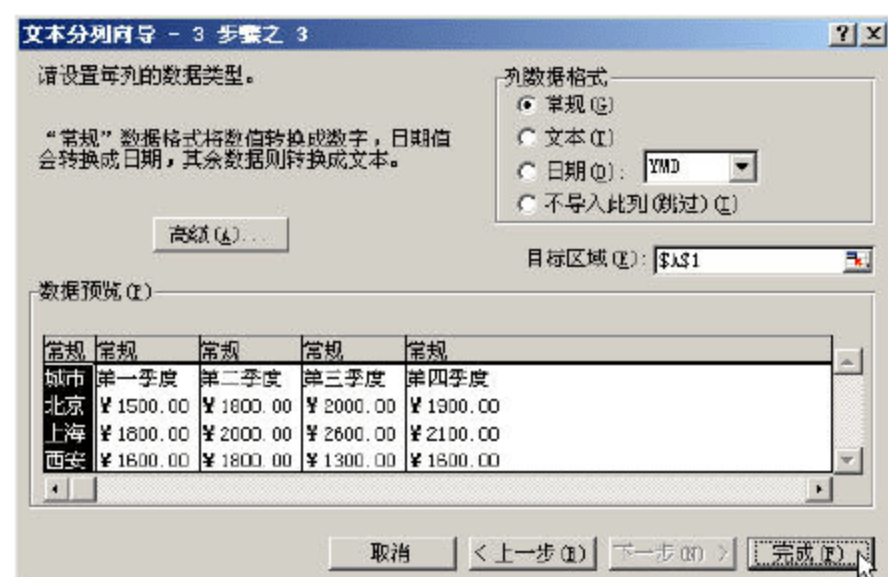 文本分列向导 - 3 步骤之 3
请设置每列的数据类型。
“常规”数据格式将数值转换成数字，日期值
会转换成日期，其余数据则转换成文本。
高级(A)...
列数据格式
常规(G)
文本(T)
日期(D): YMD
不导入此列(跳过)(I)
目标区域(E): $A$1
数据预览(P)
常规 常规 常规 常规 常规
城市 第一季度 第二季度 第三季度 第四季度
北京 ¥1500.00 ¥1800.00 ¥2000.00 ¥1900.00
上海 ¥1800.00 ¥2000.00 ¥2600.00 ¥2100.00
西安 ¥1600.00 ¥1800.00 ¥1300.00 ¥1600.00
取消 <上一步(B) 下一步(N) > 完成(F)